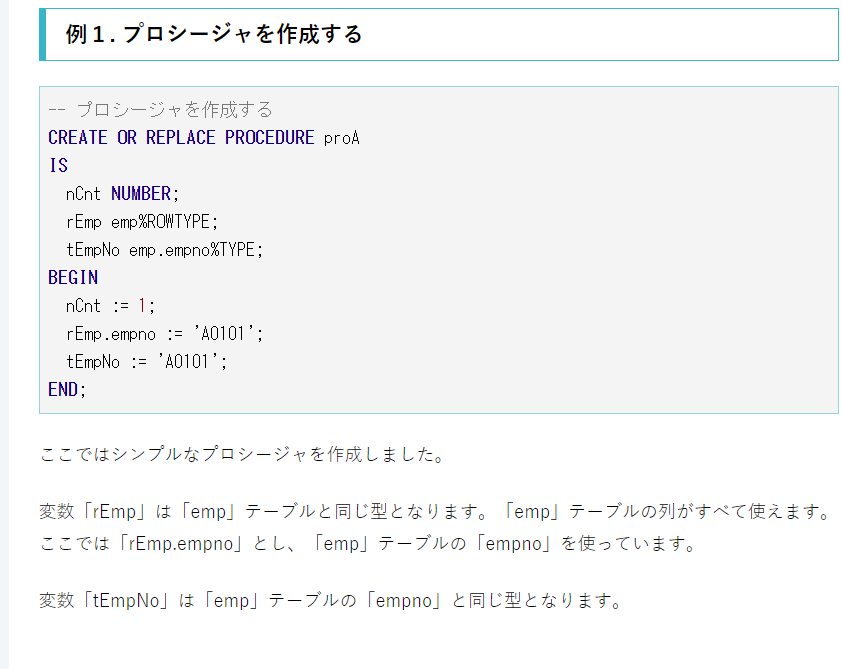 例１. プロシージャを作成する
-- プロシージャを作成する
CREATE OR REPLACE PROCEDURE proA
IS
nCnt NUMBER;
rEmp emp%ROWTYPE;
tEmpNo emp.empno%TYPE;
BEGIN
nCnt := 1;
rEmp.empno := 'A0101';
tEmpNo := 'A0101';
END;
ここではシンプルなプロシージャを作成しました。
変数「rEmp」は「emp」テーブルと同じ型となります。「emp」テーブルの列がすべて使えます。
ここでは「rEmp.empno」とし、「emp」テーブルの「empno」を使っています。
変数「tEmpNo」は「emp」テーブルの「empno」と同じ型となります。